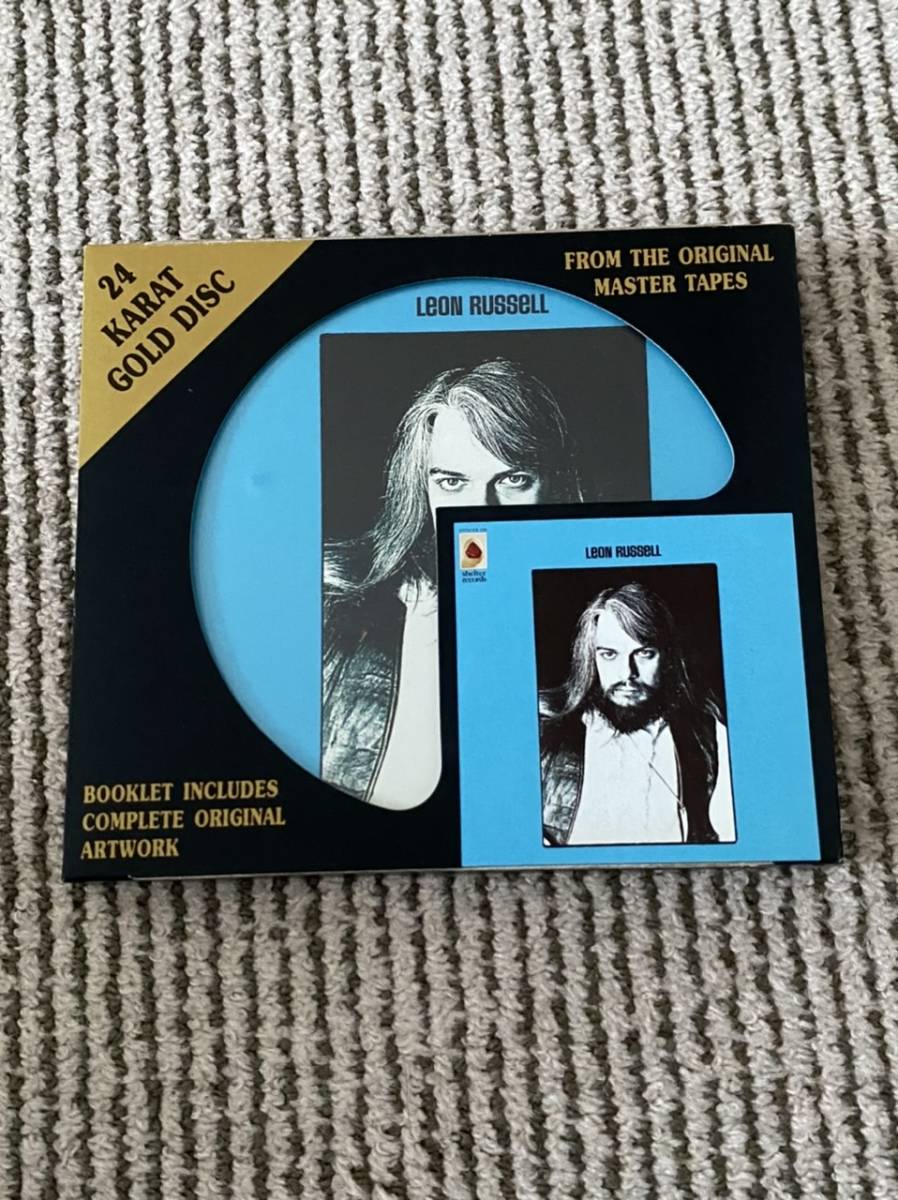 24
KARAT
GOLD DISC
FROM THE ORIGINAL
MASTER TAPES
LEON RUSSELL
LEON RUSSELL
shelter
records
BOOKLET INCLUDES
COMPLETE ORIGINAL
ARTWORK